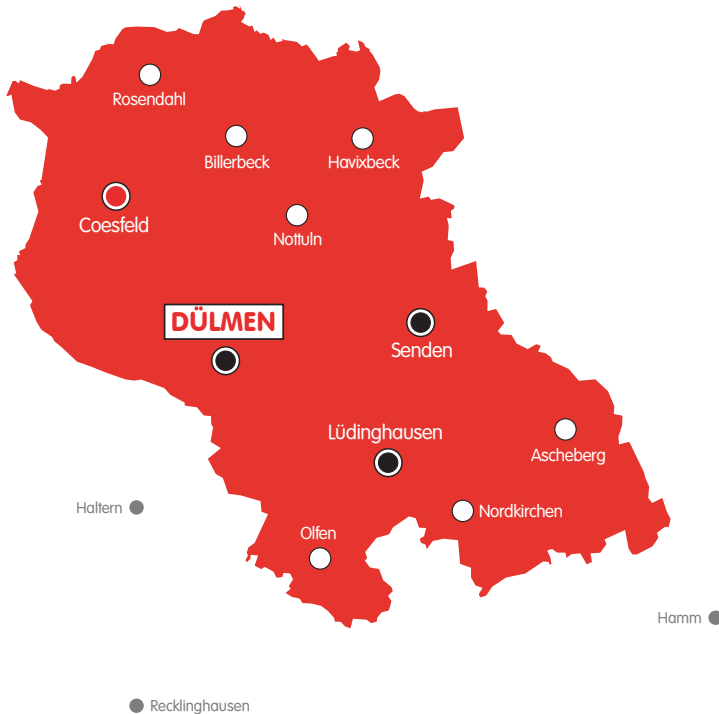 Rosendahl
Billerbeck
Havixbeck
Coesfeld
Nottuln
DÜLMEN
Senden
Lüdinghausen
Ascheberg
Haltern
Nordkirchen
Olfen
Hamm
Recklinghausen